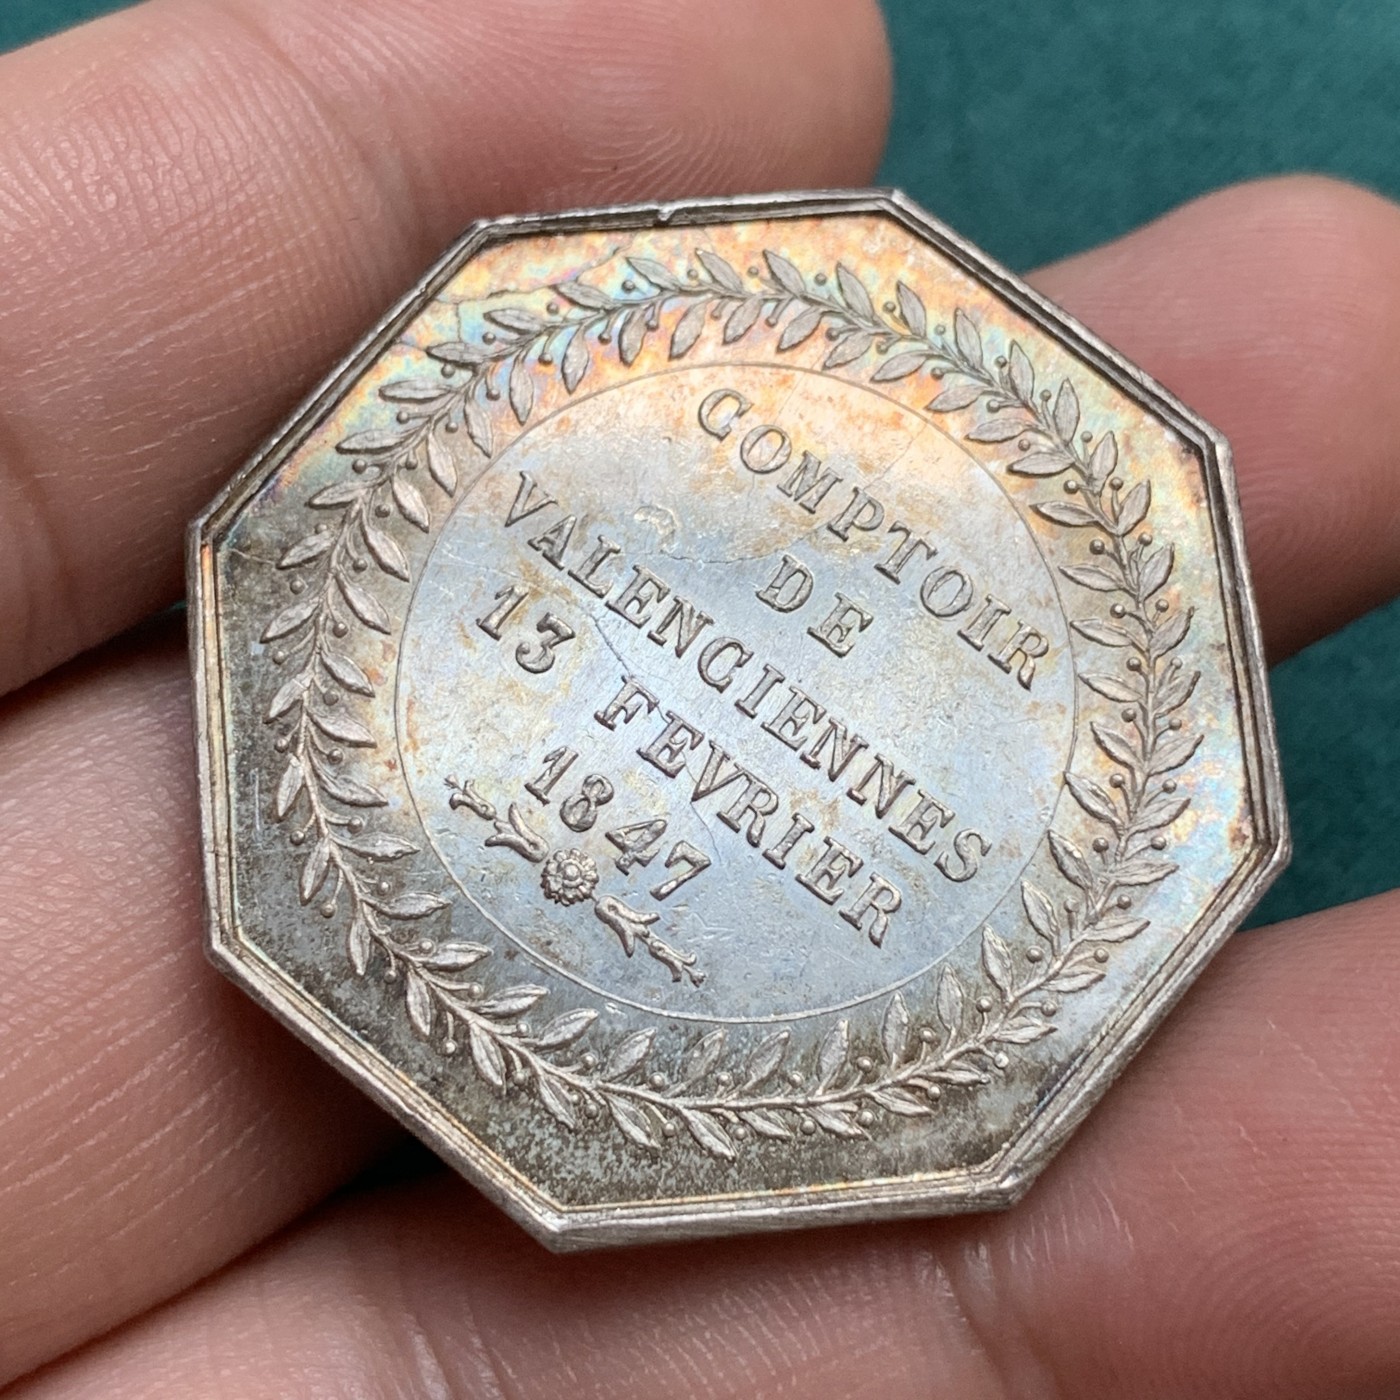 COMPTOIR
DE
VALENCIENNES
13 FEVRIER
1847